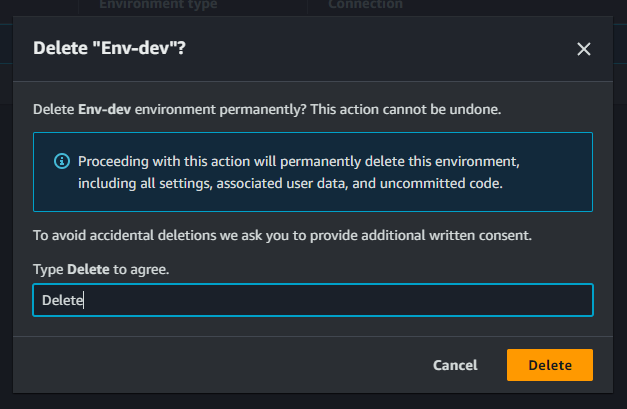 Environment type
Connection
Delete "Env-dev"?
Delete Env-dev environment permanently? This action cannot be undone.
Proceeding with this action will permanently delete this environment,
including all settings, associated user data, and uncommitted code.
To avoid accidental deletions we ask you to provide additional written consent.
Type Delete to agree.
Delete
Cancel
Delete